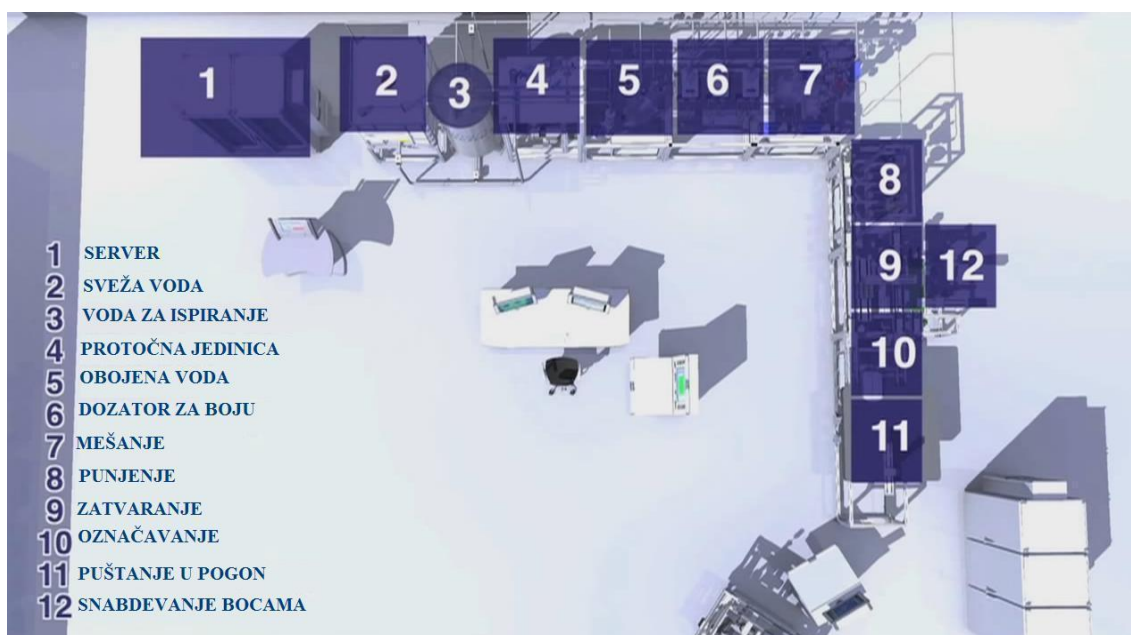 1 2 3 4 5 6 7
8
9 12
10
11
1 SERVER
2 SVEŽA VODA
3 VODA ZA ISPIRANJE
4 PROTOČNA JEDINICA
5 OBOJENA VODA
6 DOZATOR ZA BOJU
7 MEŠANJE
8 PUNJENJE
9 ZATVARANJE
10 OZNAČAVANJE
11 PUŠTANJE U POGON
12 SNABDEVANJE BOCAMA